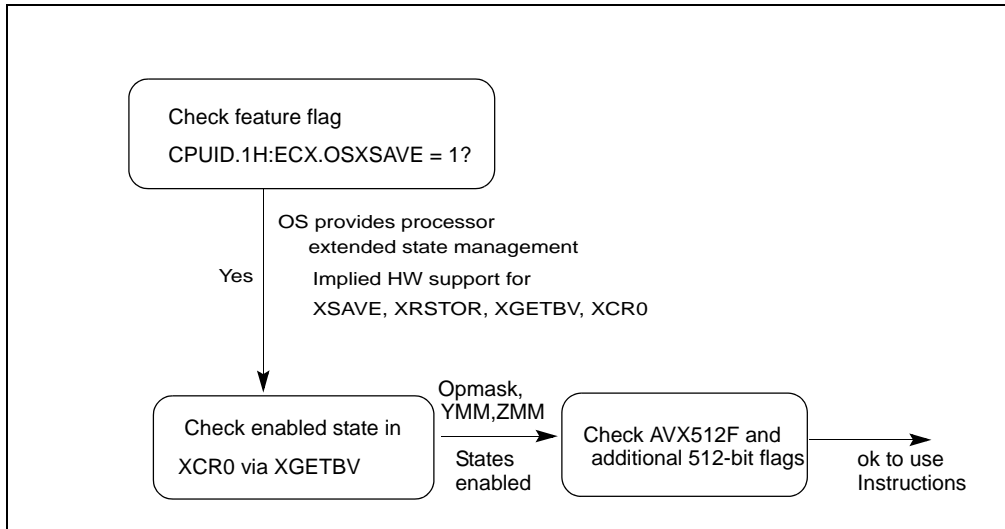 Check feature flag
CPUID.1H:ECX.OSXSAVE = 1?
OS provides processor
extended state management
Yes
Implied HW support for
XSAVE, XRSTOR, XGETBV, XCR0
Check enabled state in
XCR0 via XGETBV
Opmask,
YMM,ZMM
States
enabled
Check AVX512F and
additional 512-bit flags
ok to use
Instructions